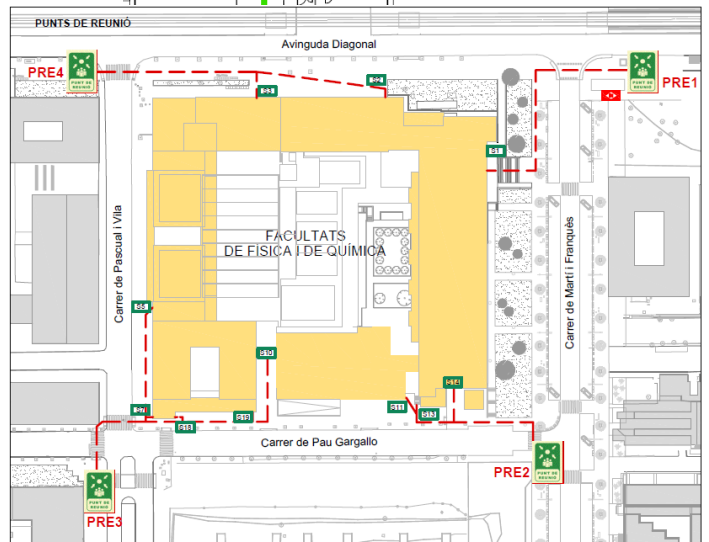 PUNTS DE REUNIÓ
Avinguda Diagonal
PRE4
PUNT DE
REUNIÓ
S3
S2
PRE1
PUNT DE
REUNIÓ
S1
FACULTATS
DE FÍSICA I DE QUÍMICA
Carrer de Pascual i Vila
Carrer de Martí i Franquès
S5
S10
S14
S7
S18
S19
S11
S13
Carrer de Pau Gargallo
PRE2
PUNT DE
REUNIÓ
PUNT DE
REUNIÓ
PRE3